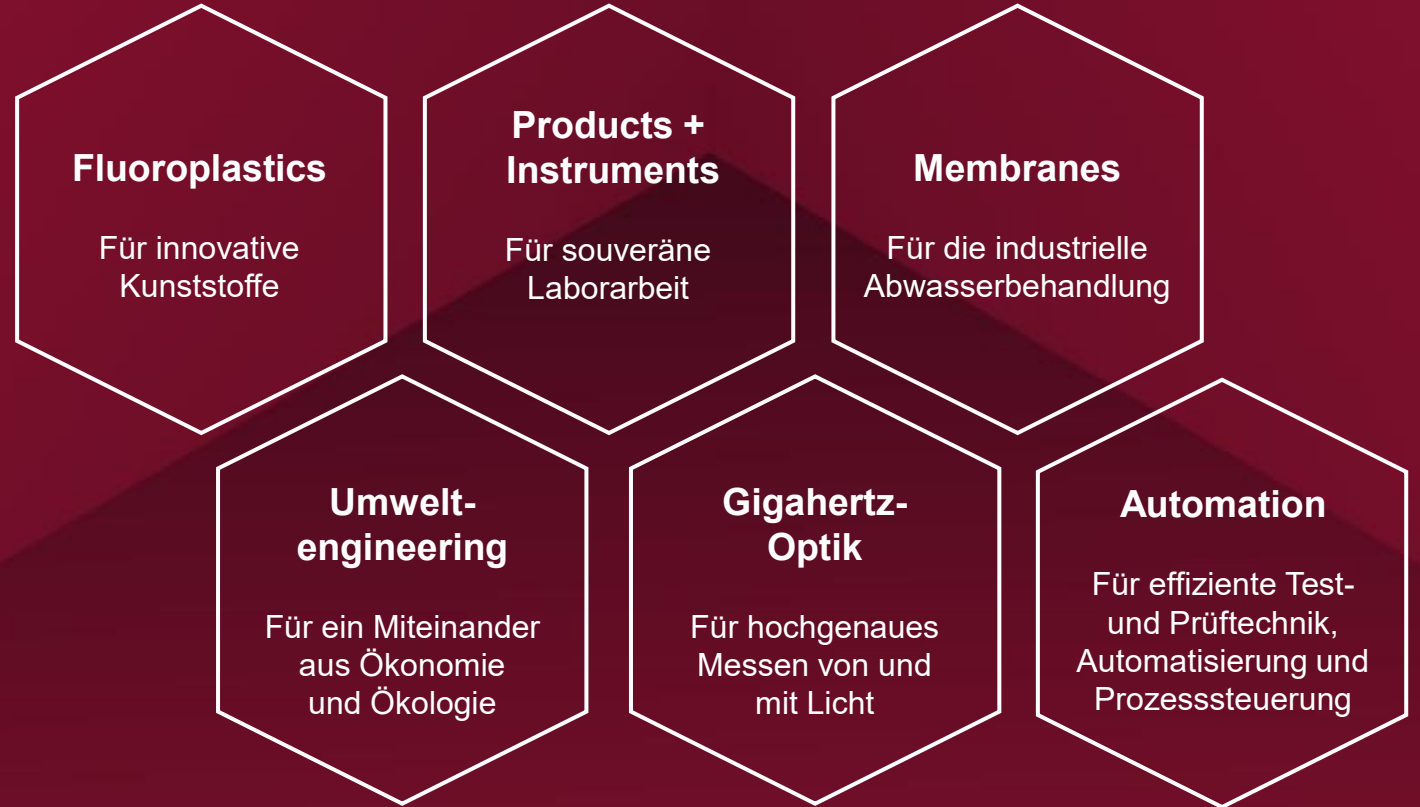 Fluoroplastics
Für innovative
Kunststoffe
Products +
Instruments
Für souveräne
Laborarbeit
Membranes
Für die industrielle
Abwasserbehandlung
Umwelt-
engineering
Für ein Miteinander
aus Ökonomie
und Ökologie
Gigahertz-
Optik
Für hochgenaues
Messen von und
mit Licht
Automation
Für effiziente Test-
und Prüftechnik,
Automatisierung und
Prozesssteuerung